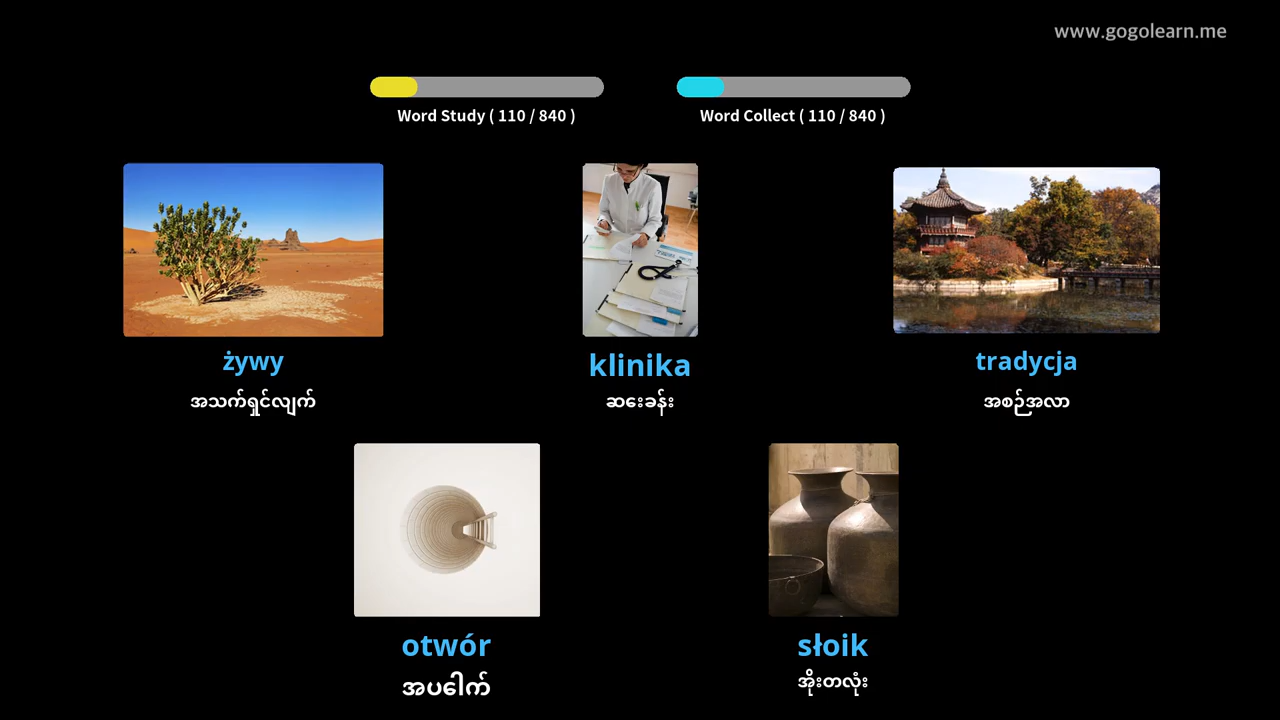 www.gogolearn.me
Word Study ( 110 / 840 )
Word Collect ( 110 / 840 )
żywy
အသက်ရှင်လျက်
klinika
ဆေးခန်း
tradycja
အစဉ်အလာ
otwór
အပေါက်
słoik
အိုးတလုံး